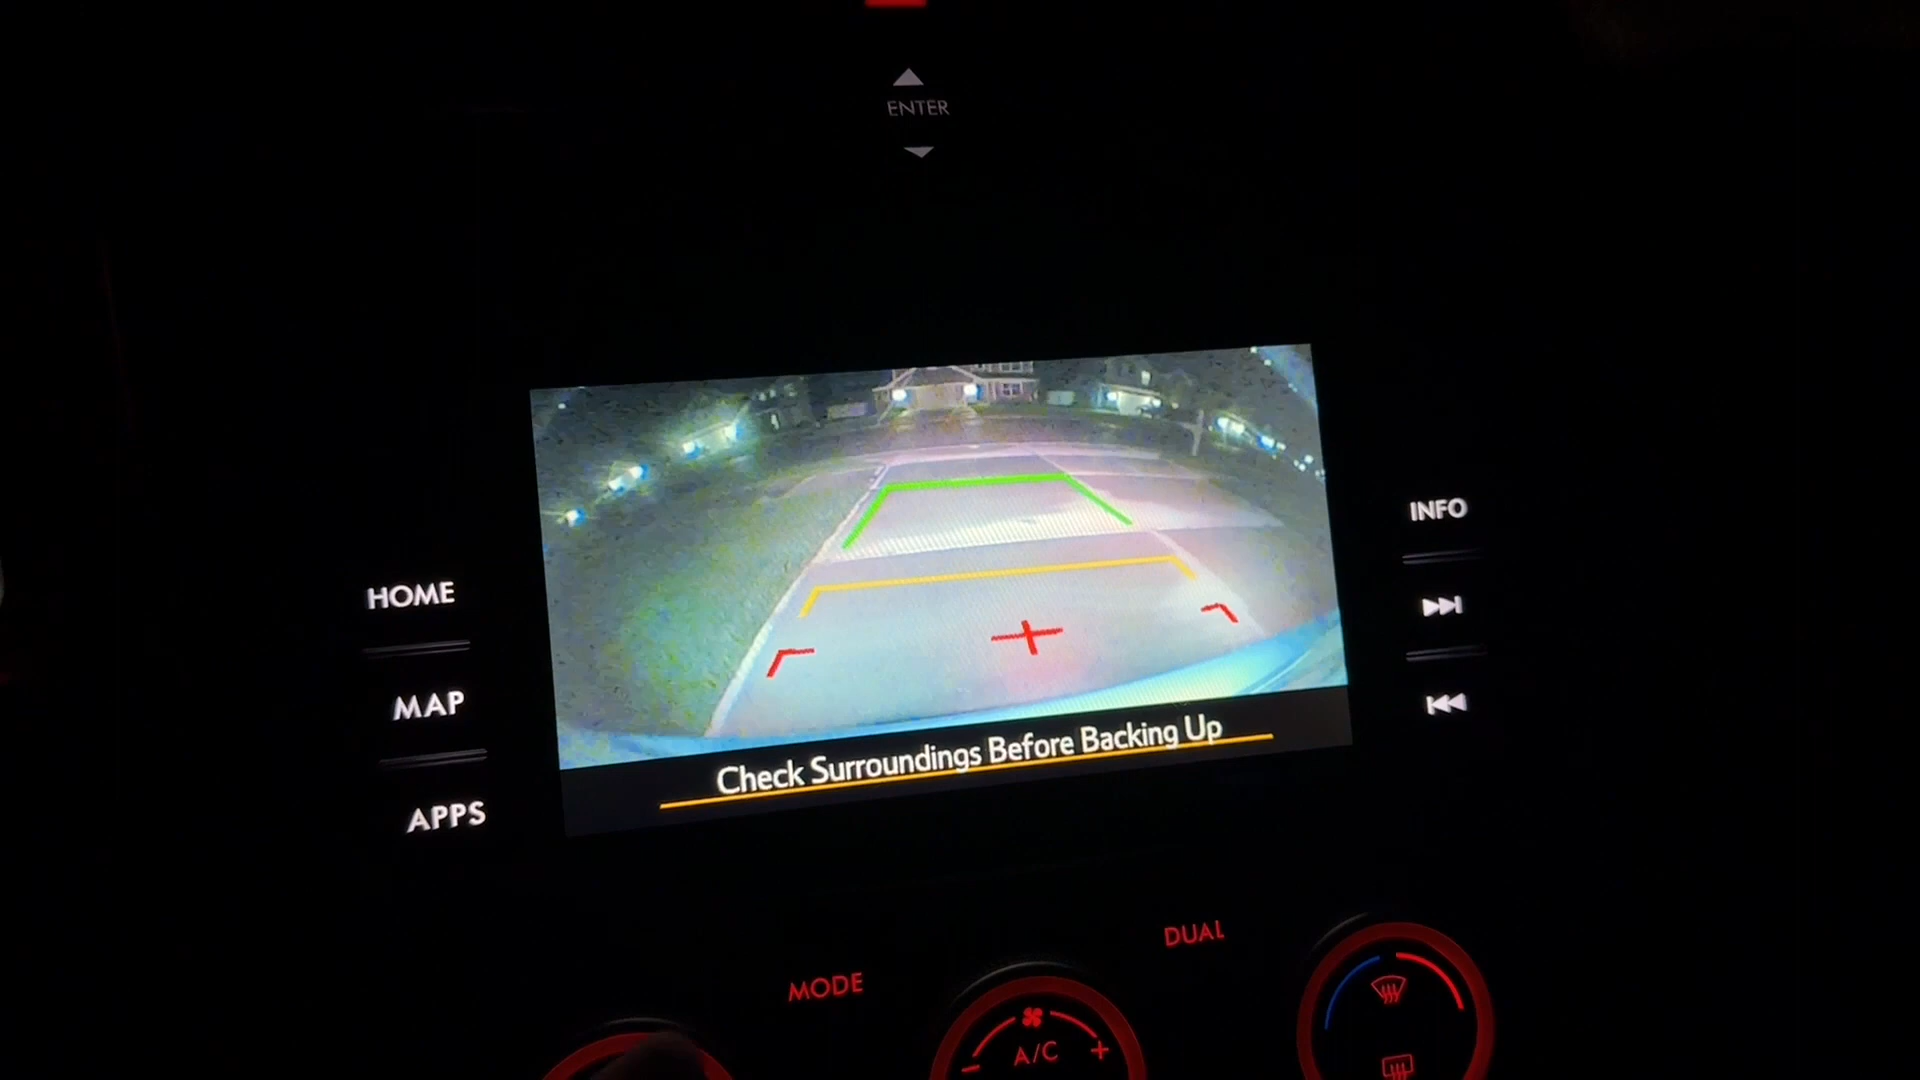 ENTER
INFO
HOME
MAP
Check Surroundings Before Backing Up
APPS
DUAL
MODE
A/C